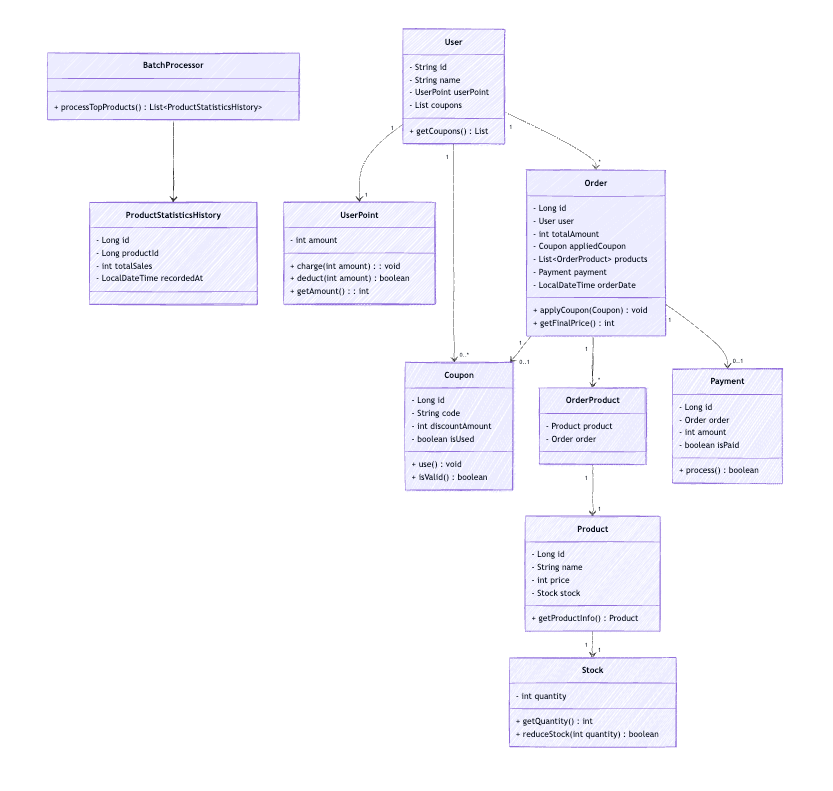 BatchProcessor
+ processTopProducts() : List<ProductStatisticsHistory>
User
- String id
- String name
- UserPoint userPoint
- List coupons
+ getCoupons() : List
1
1
1
1
0..*
*
ProductStatisticsHistory
- Long id
- Long productId
- int totalSales
- LocalDateTime recordedAt
UserPoint
- int amount
+ charge(int amount) : : void
+ deduct(int amount) : boolean
+ getAmount() : : int
Order
- Long id
- User user
- int totalAmount
- Coupon appliedCoupon
- List<OrderProduct> products
- Payment payment
- LocalDateTime orderDate
+ applyCoupon(Coupon) : void
+ getFinalPrice() : int
1
0..1
1
*
1
0..1
Coupon
- Long id
- String code
- int discountAmount
- boolean isUsed
+ use() : void
+ isValid() : boolean
OrderProduct
- Product product
- Order order
Payment
- Long id
- Order order
- int amount
- boolean isPaid
+ process() : boolean
1
1
Product
- Long id
- String name
- int price
- Stock stock
+ getProductInfo() : Product
1
1
Stock
- int quantity
+ getQuantity() : int
+ reduceStock(int quantity) : boolean